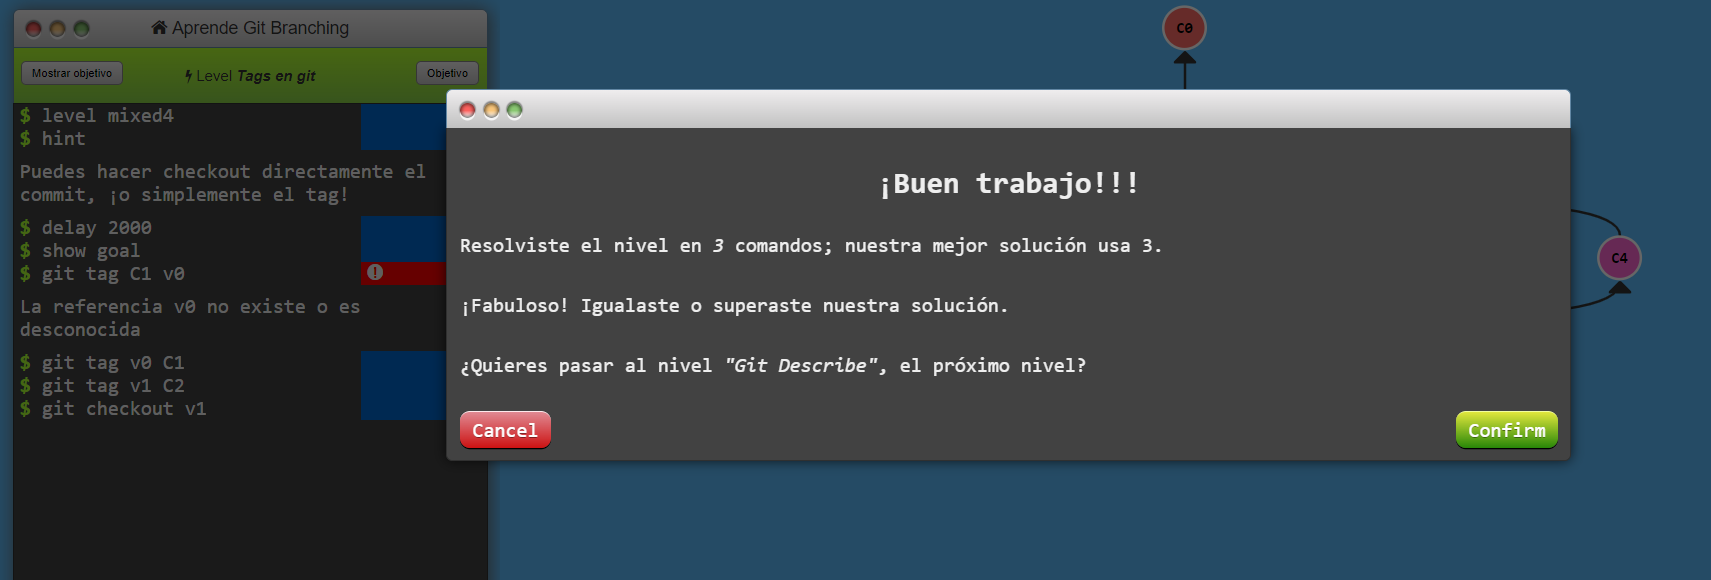 Aprende Git Branching
Mostrar objetivo
Level Tags en git
Objetivo
$ level mixed4
$ hint
Puedes hacer checkout directamente el
commit, ¡o simplemente el tag!
$ delay 2000
$ show goal
$ git tag C1 v0
La referencia v0 no existe o es
desconocida
$ git tag v0 C1
$ git tag v1 C2
$ git checkout v1
C0
¡Buen trabajo!!!
Resolviste el nivel en 3 comandos; nuestra mejor solución usa 3.
¡Fabuloso! Igualaste o superaste nuestra solución.
¿Quieres pasar al nivel "Git Describe", el próximo nivel?
Cancel
Confirm
C4